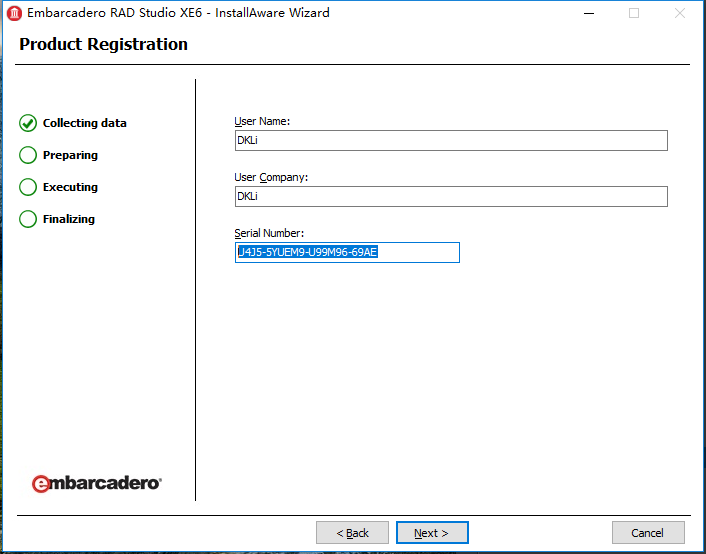 Embarcadero RAD Studio XE6 - InstallAware Wizard
Product Registration
Collecting data
Preparing
Executing
Finalizing
User Name:
DKLi
User Company:
DKLi
Serial Number:
U4J5-5YUEM9-U99M96-69AE
embarcadero
< Back
Next >
Cancel